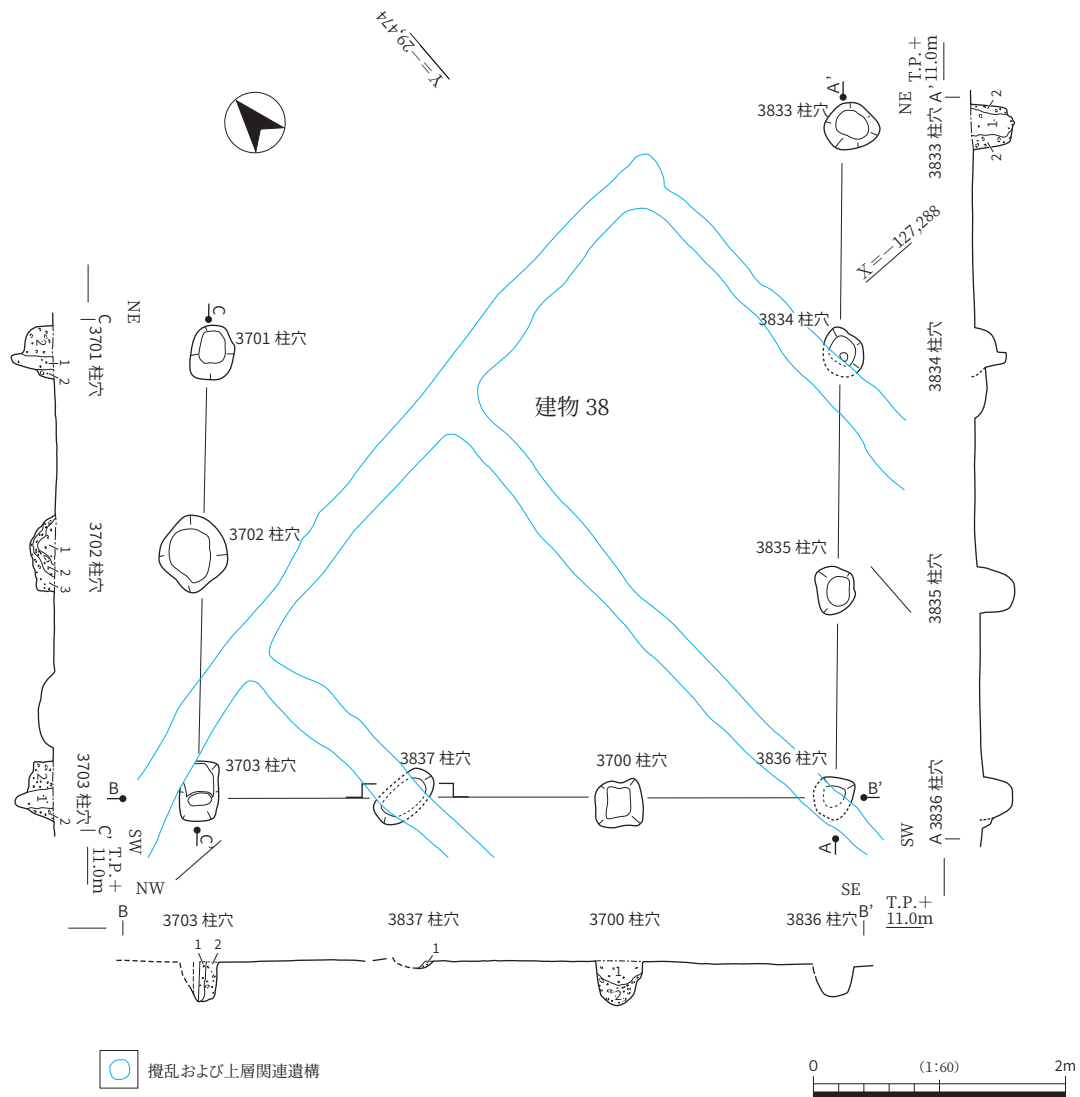 Y＝－29,474
A'
3833 柱穴
NE
T.P.＋
11.0m
A'
3833 柱穴
2
1
2
X＝－127,288
C
NE
3701 柱穴
2
1
2
C
3701 柱穴
3834 柱穴
3834 柱穴
建物 38
3702 柱穴
1
2
3
3702 柱穴
3835 柱穴
3835 柱穴
3703 柱穴
2
1
2
C'
SW
T.P.＋
11.0m
B
3703 柱穴
C'
3837 柱穴
3700 柱穴
3836 柱穴
B'
A
3836 柱穴
A
SW
NW
SE
B
3703 柱穴
3837 柱穴
3700 柱穴
3836 柱穴
B'
T.P.＋
11.0m
1 2
1
1
2
攪乱および上層関連遺構
0 （1:60） 2m